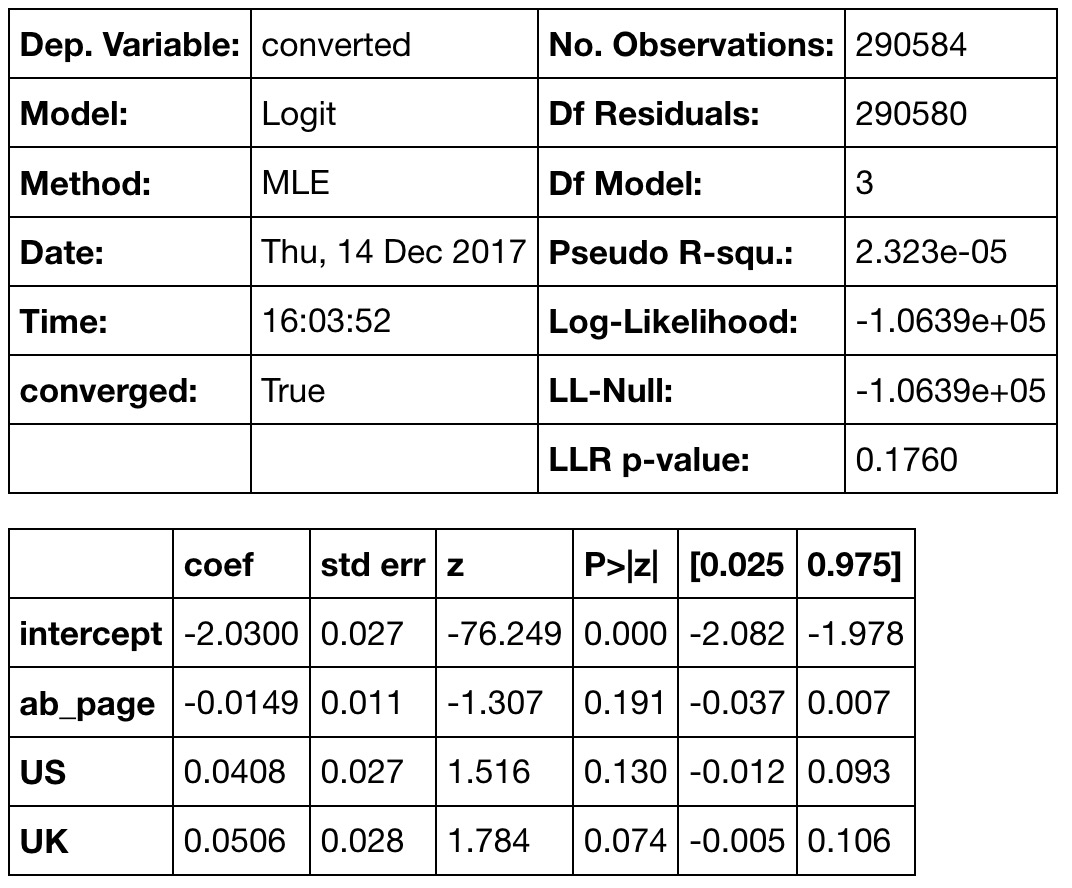 Dep. Variable: converted No. Observations: 290584
Model: Logit Df Residuals: 290580
Method: MLE Df Model: 3
Date: Thu, 14 Dec 2017 Pseudo R-squ.: 2.323e-05
Time: 16:03:52 Log-Likelihood: -1.0639e+05
converged: True LL-Null: -1.0639e+05
LLR p-value: 0.1760
coef std err z P>|z| [0.025 0.975]
intercept -2.0300 0.027 -76.249 0.000 -2.082 -1.978
ab_page -0.0149 0.011 -1.307 0.191 -0.037 0.007
US 0.0408 0.027 1.516 0.130 -0.012 0.093
UK 0.0506 0.028 1.784 0.074 -0.005 0.106